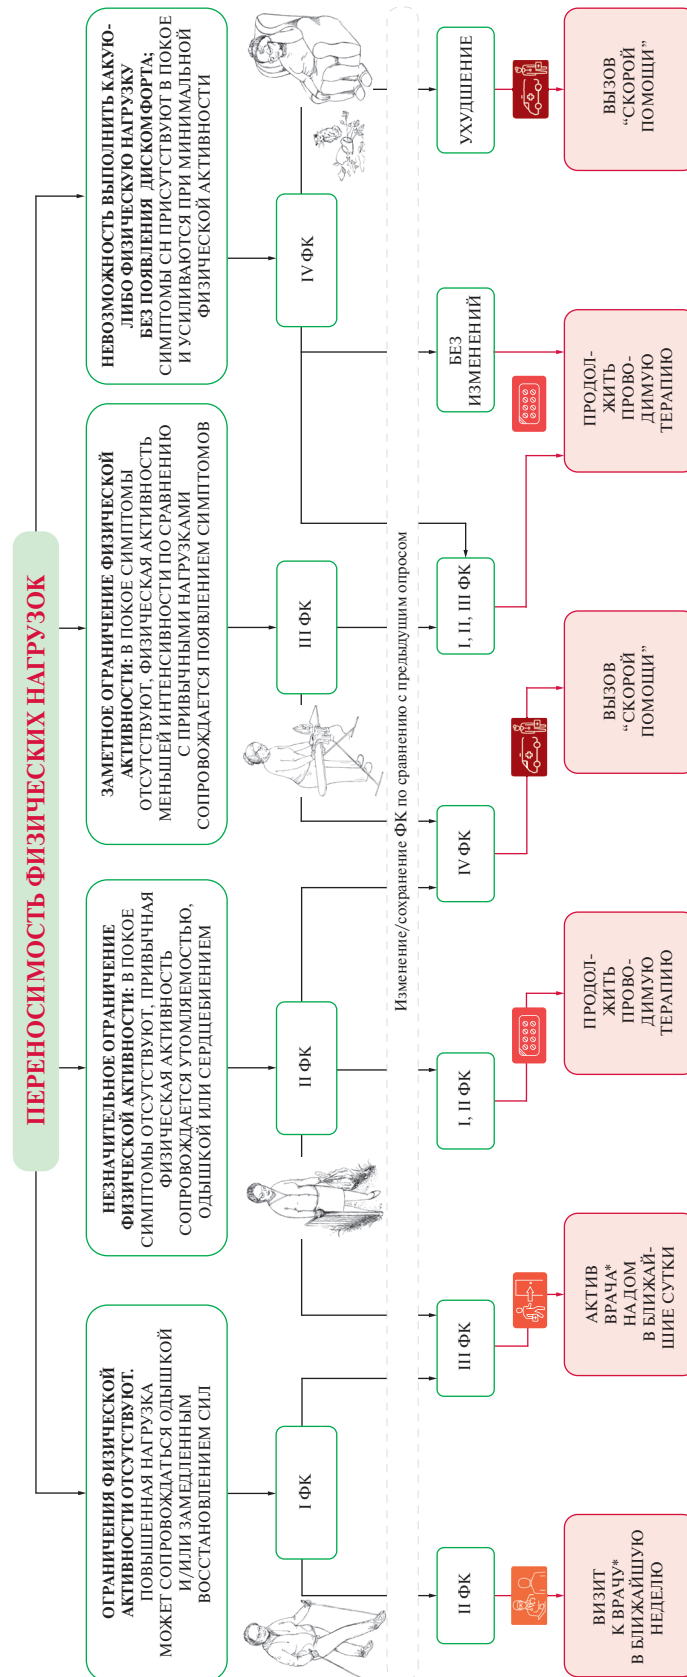 ПЕРЕНОСИМОСТЬ ФИЗИЧЕСКИХ НАГРУЗОК
ОГРАНИЧЕНИЯ ФИЗИЧЕСКОЙ
АКТИВНОСТИ ОТСУТСТВУЮТ.
ПОВЫШЕННАЯ НАГРУЗКА
МОЖЕТ СОПРОВОЖДАТЬСЯ ОДЫШКОЙ
И/ИЛИ ЗАМЕДЛЕННЫМ
ВОССТАНОВЛЕНИЕМ СИЛ
НЕЗНАЧИТЕЛЬНОЕ ОГРАНИЧЕНИЕ
ФИЗИЧЕСКОЙ АКТИВНОСТИ: В ПОКОЕ
СИМПТОМЫ ОТСУТСТВУЮТ, ПРИВЫЧНАЯ
ФИЗИЧЕСКАЯ АКТИВНОСТЬ
СОПРОВОЖДАЕТСЯ УТОМЛЯЕМОСТЬЮ,
ОДЫШКОЙ ИЛИ СЕРДЦЕБИЕНИЕМ
ЗАМЕТНОЕ ОГРАНИЧЕНИЕ ФИЗИЧЕСКОЙ
АКТИВНОСТИ: В ПОКОЕ СИМПТОМЫ
ОТСУТСТВУЮТ, ФИЗИЧЕСКАЯ АКТИВНОСТЬ
МЕНЬШЕЙ ИНТЕНСИВНОСТИ ПО СРАВНЕНИЮ
С ПРИВЫЧНЫМИ НАГРУЗКАМИ
СОПРОВОЖДАЕТСЯ ПОЯВЛЕНИЕМ СИМПТОМОВ
НЕВОЗМОЖНОСТЬ ВЫПОЛНИТЬ КАКУЮ-
ЛИБО ФИЗИЧЕСКУЮ НАГРУЗКУ
БЕЗ ПОЯВЛЕНИЯ ДИСКОМФОРТА;
СИМПТОМЫ СН ПРИСУТСТВУЮТ В ПОКОЕ
И УСИЛИВАЮТСЯ ПРИ МИНИМАЛЬНОЙ
ФИЗИЧЕСКОЙ АКТИВНОСТИ
I ФК
II ФК
III ФК
IV ФК
Изменение/сохранение ФК по сравнению с предыдущим опросом
II ФК
III ФК
I, II ФК
IV ФК
I, II, III ФК
БЕЗ
ИЗМЕНЕНИЙ
УХУДШЕНИЕ
ВИЗИТ
К ВРАЧУ*
В БЛИЖАЙШУЮ
НЕДЕЛЮ
АКТИВ
ВРАЧА*
НА ДОМ
В БЛИЖАЙ-
ШИЕ СУТКИ
ПРОДОЛ-
ЖИТЬ
ПРОВО-
ДИМУЮ
ТЕРАПИЮ
ВЫЗОВ
“СКОРОЙ
ПОМОЩИ”
ПРОДОЛ-
ЖИТЬ
ПРОВО-
ДИМУЮ
ТЕРАПИЮ
ВЫЗОВ
“СКОРОЙ
ПОМОЩИ”